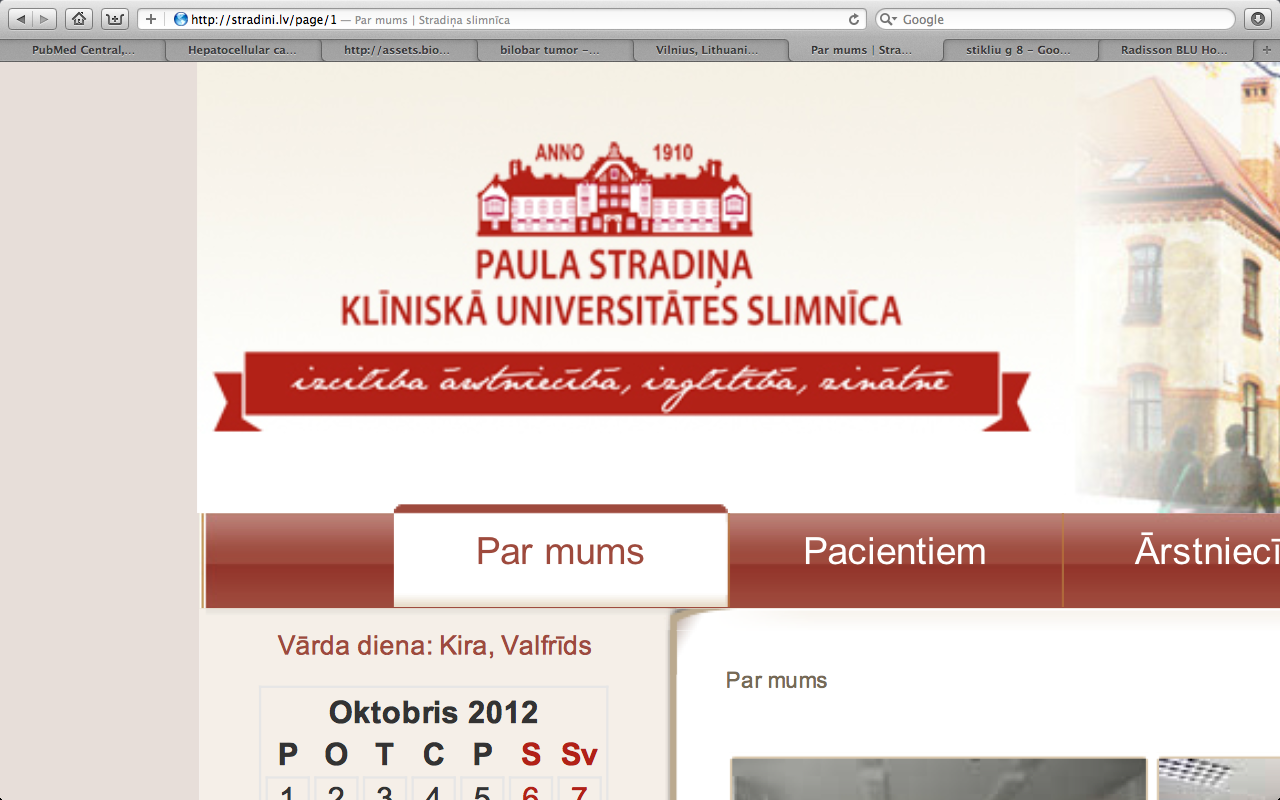 http://stradini.lv/page/1 — Par mums | Stradiņa slimnīca
Google
PubMed Central,...
Hepatocellular ca...
http://assets.bio...
bilobar tumor -...
Vilnius, Lithuani...
Par mums | Stra...
stikliu g 8 - Goo...
Radisson BLU Ho...
ANNO 1910
PAULA STRADIŅA
KLĪNISKĀ UNIVERSITĀTES SLIMNĪCA
izcilība ārstniecībā, izglītībā, zinātnē
Par mums
Pacientiem
Ārstniecī
Vārda diena: Kira, Valfrīds
Oktobris 2012
P O T C P S Sv
1 2 3 4 5 6 7
Par mums